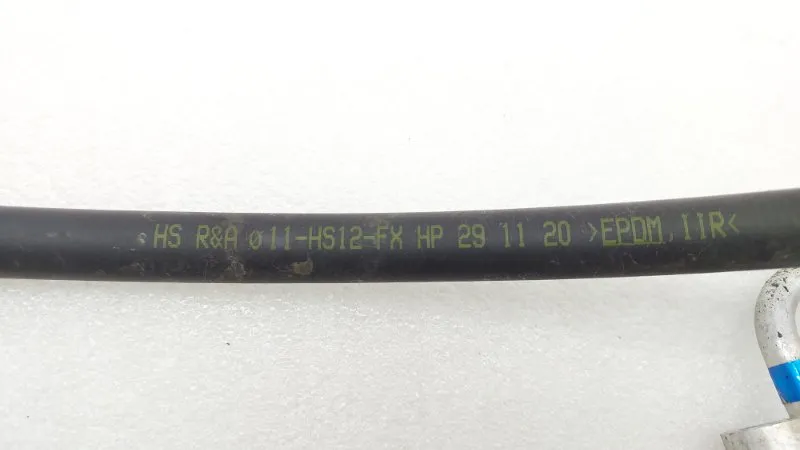 HS R&A ø11-HS12-FX HP 29 11 20 >EPDM,IIR<